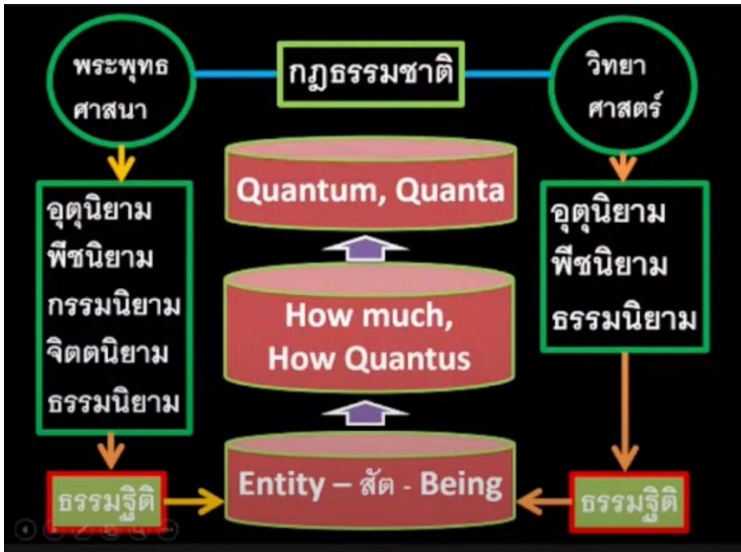 พระพุทธ
ศาสนา
กฎธรรมชาติ
วิทยา
ศาสตร์
อุตุนิยาม
พีชนิยาม
กรรมนิยาม
จิตตนิยาม
ธรรมนิยาม
Quantum, Quanta
How much,
How Quantus
Entity – สัต - Being
อุตุนิยาม
พีชนิยาม
ธรรมนิยาม
ธรรมฐิติ
ธรรมฐิติ